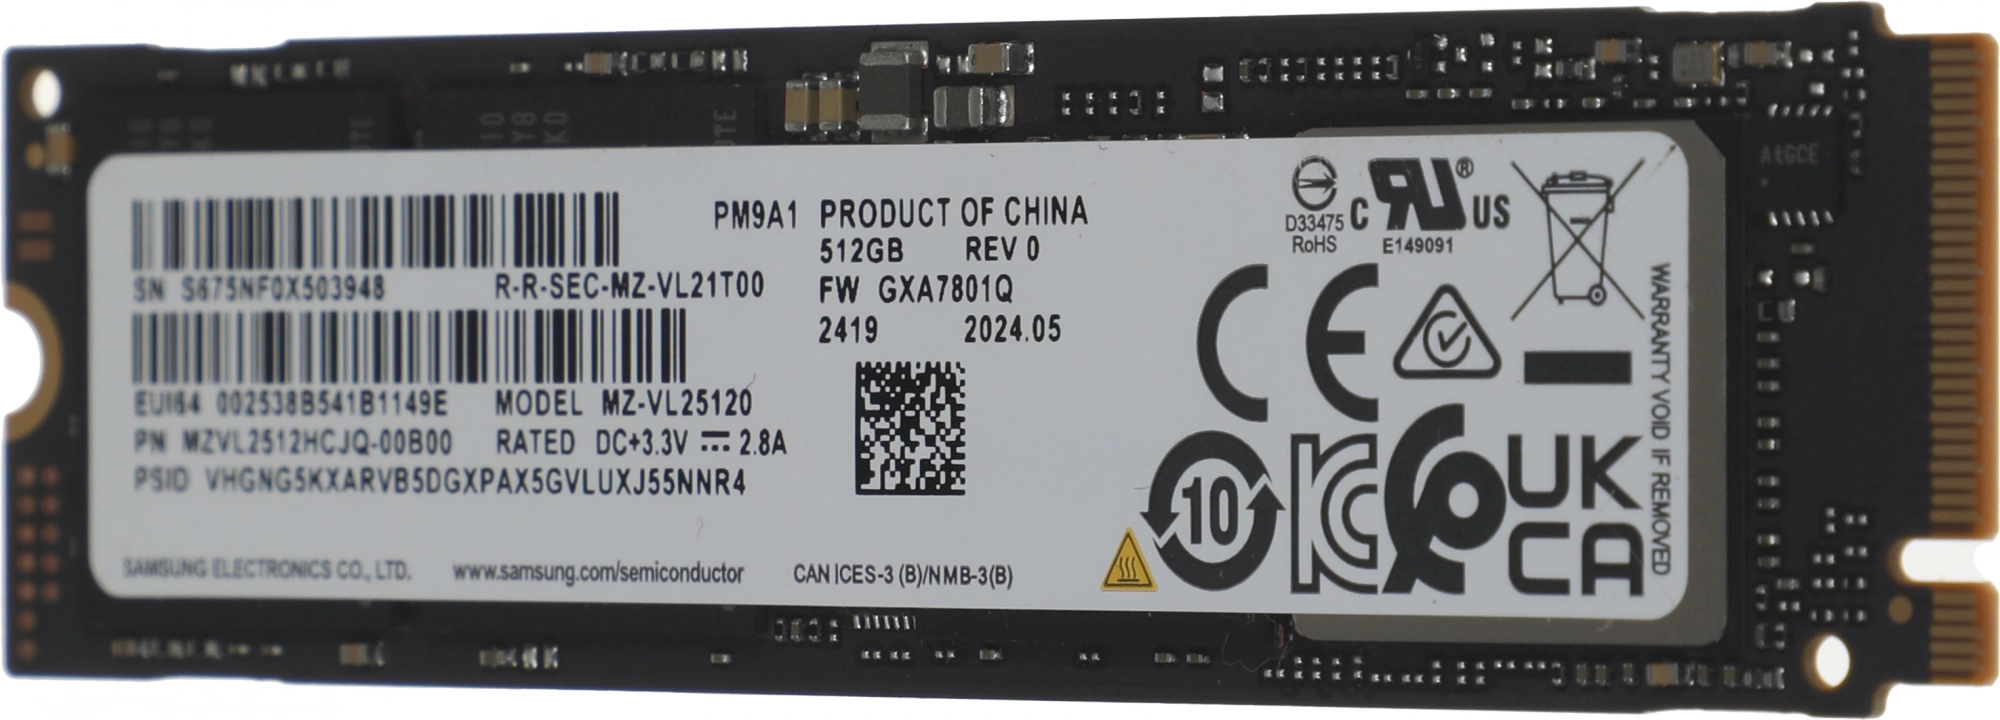 PM9A1 PRODUCT OF CHINA
512GB REV 0
SN S675NF0X503948 R-R-SEC-MZ-VL21T00 FW GXA7801Q
2419 2024.05
EUI64 002538B541B1149E MODEL MZ-VL25120
PN MZVL2512HCJQ-00B00 RATED DC+3.3V ⎓ 2.8A
PSID VHGNG5KXARVB5DGXPAX5GVLUXJ55NNR4
SAMSUNG ELECTRONICS CO., LTD. www.samsung.com/semiconductor CAN ICES-3 (B)/NMB-3(B)
D33475
RoHS
C RU ® US
E149091
CE
10
UK
CA
WARRANTY VOID IF REMOVED
AtGCE